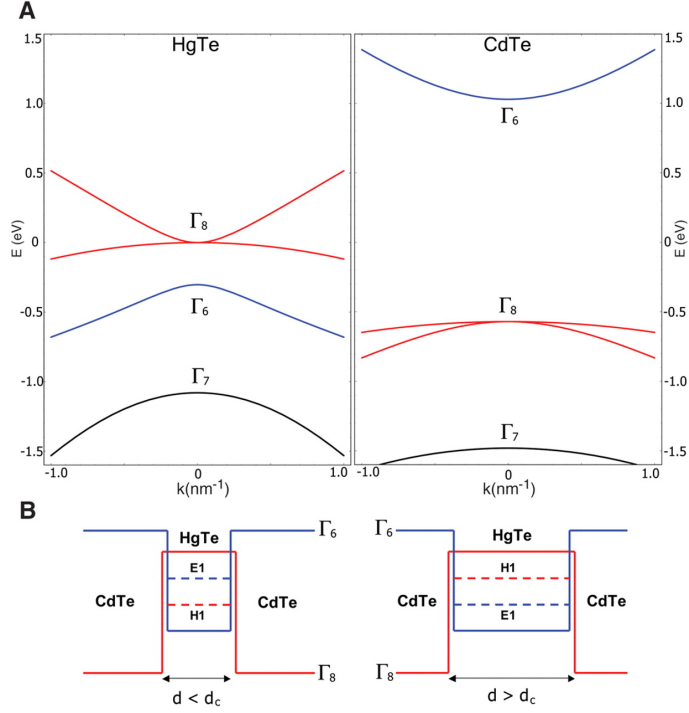 A
HgTe
CdTe
1.5
1.0
0.5
0
-0.5
-1.0
-1.5
E (eV)
Γ8
Γ6
Γ7
-1.0
0
1.0
k(nm⁻¹)
Γ6
Γ8
Γ7
1.5
1.0
0.5
0
-0.5
-1.0
-1.5
E (eV)
-1.0
0
1.0
k(nm⁻¹)
B
HgTe
Γ6
E1
CdTe
CdTe
H1
Γ8
d < dc
Γ6
HgTe
H1
CdTe
CdTe
E1
Γ8
d > dc